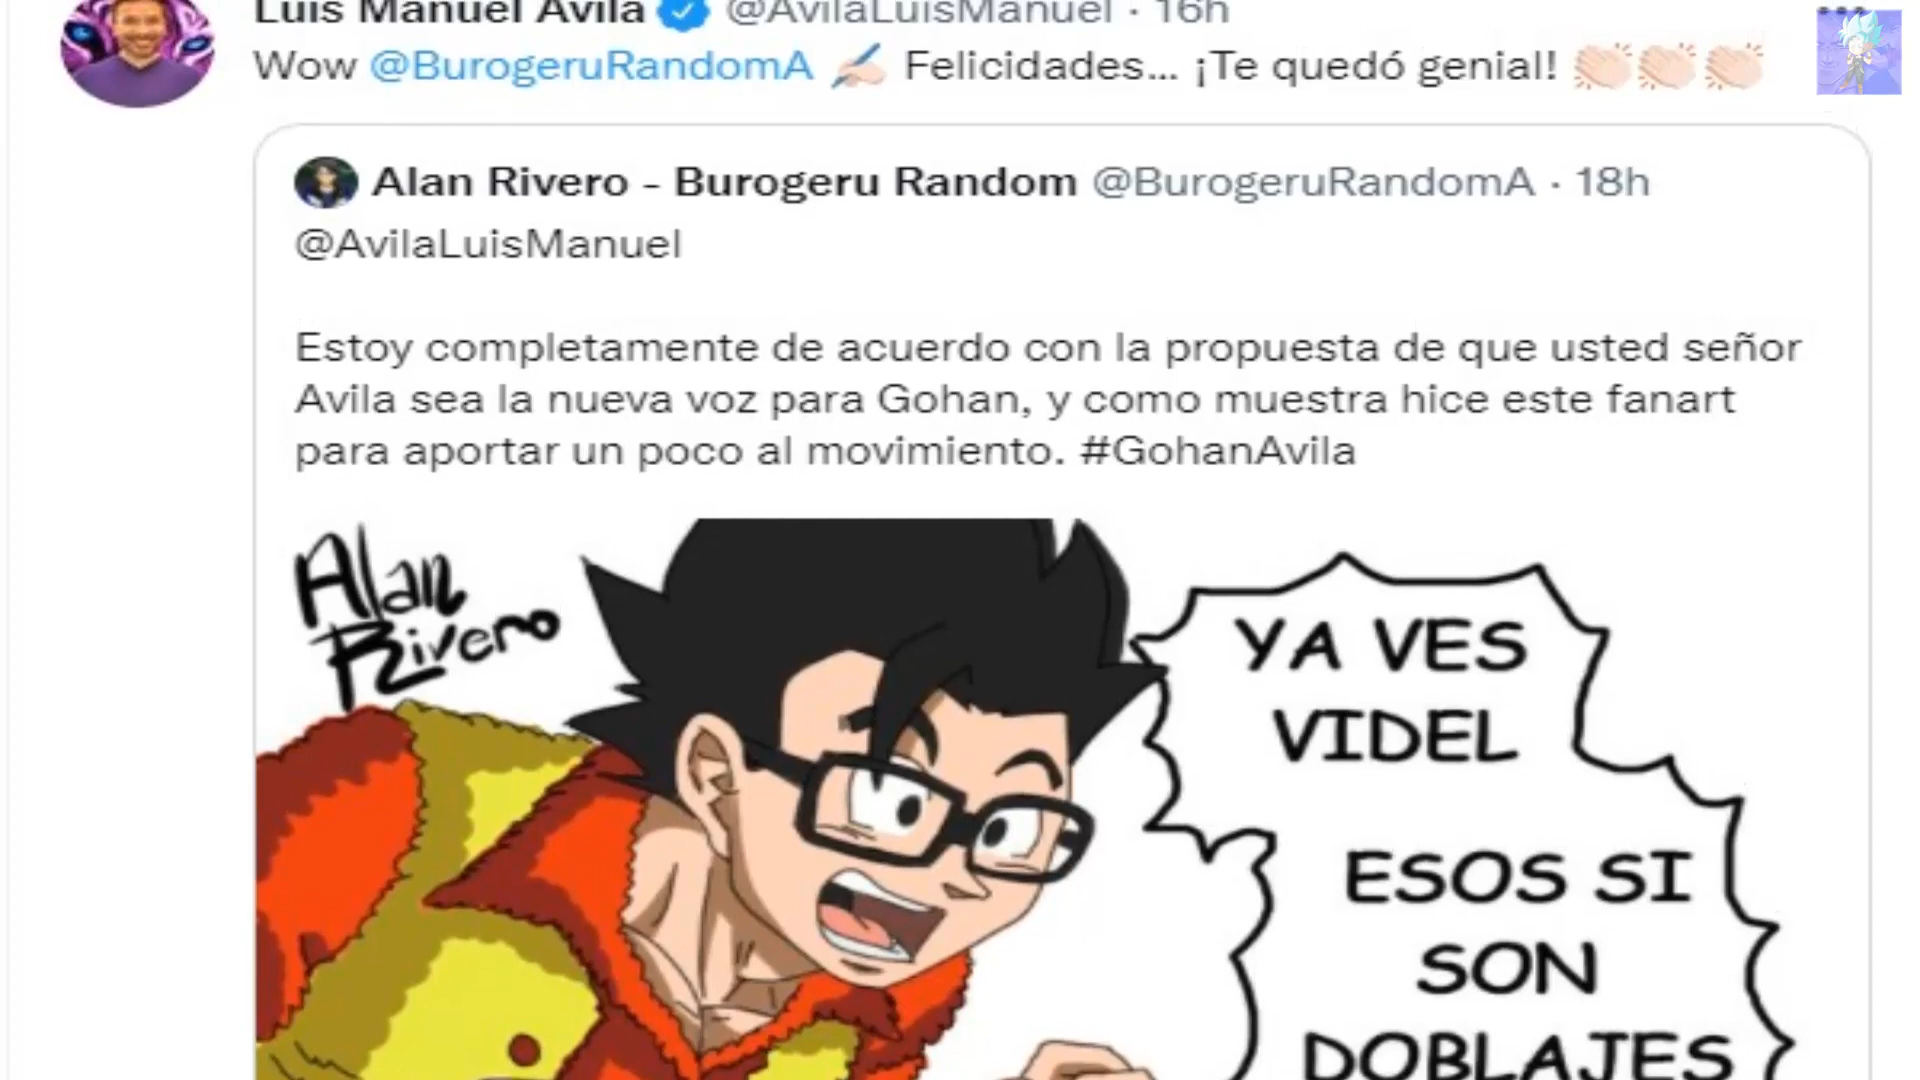 Luis Manuel Avila @AvilaLuisManuel · 16h
Wow @BurogeruRandomA ✍🏻 Felicidades... ¡Te quedó genial! 👏🏻👏🏻👏🏻
Alan Rivero - Burogeru Random @BurogeruRandomA · 18h
@AvilaLuisManuel
Estoy completamente de acuerdo con la propuesta de que usted señor
Avila sea la nueva voz para Gohan, y como muestra hice este fanart
para aportar un poco al movimiento. #GohanAvila
Alan
Rivero
YA VES
VIDEL
ESOS SI
SON
DOBLAJES